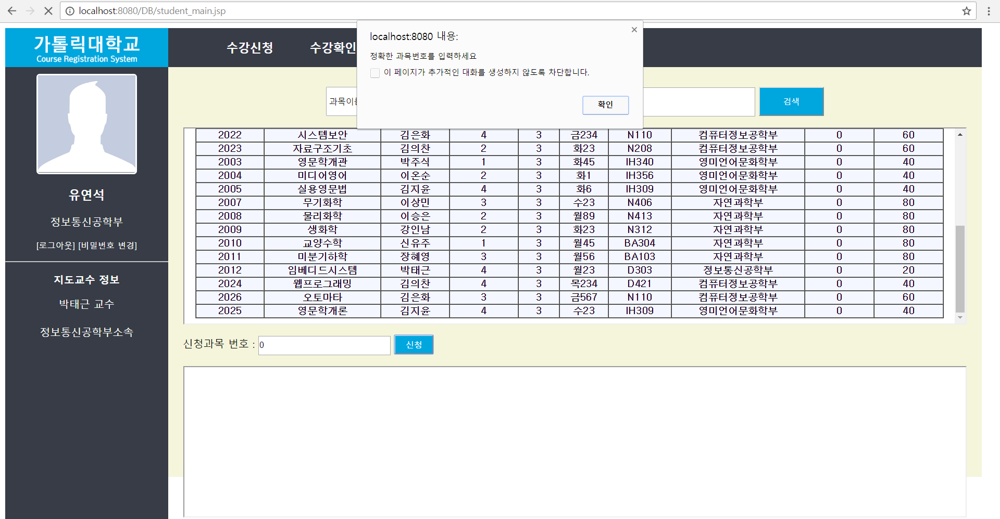 localhost:8080/DB/student_main.jsp
가톨릭대학교
Course Registration System
수강신청 수강확인
localhost:8080 내용:
정확한 과목번호를 입력하세요
이 페이지가 추가적인 대화를 생성하지 않도록 차단합니다.
확인
과목이름
검색
유연석
정보통신공학부
[로그아웃] [비밀번호 변경]
지도교수 정보
박태근 교수
정보통신공학부소속
2022 시스템보안 김은화 4 3 금234 N110 컴퓨터정보공학부 0 60
2023 자료구조기초 김의찬 2 3 화23 N208 컴퓨터정보공학부 0 60
2003 영문학개관 박주식 1 3 화45 IH340 영미언어문화학부 0 40
2004 미디어영어 이온순 2 3 화1 IH356 영미언어문화학부 0 40
2005 실용영문법 김지윤 4 3 화6 IH309 영미언어문화학부 0 40
2007 무기화학 이상민 3 3 수23 N406 자연과학부 0 80
2008 물리화학 이승은 2 3 월89 N413 자연과학부 0 80
2009 생화학 강인남 2 3 화23 N312 자연과학부 0 80
2010 교양수학 신유주 1 3 월45 BA304 자연과학부 0 80
2011 미분기하학 장혜영 3 3 월56 BA103 자연과학부 0 80
2012 임베디드시스템 박태근 4 3 월23 D303 정보통신공학부 0 20
2024 웹프로그래밍 김의찬 4 3 목234 D421 컴퓨터정보공학부 0 40
2026 오토마타 김은화 3 3 금567 N110 컴퓨터정보공학부 0 60
2025 영문학개론 김지윤 4 3 수23 IH309 영미언어문화학부 0 40
신청과목 번호 : 0 신청